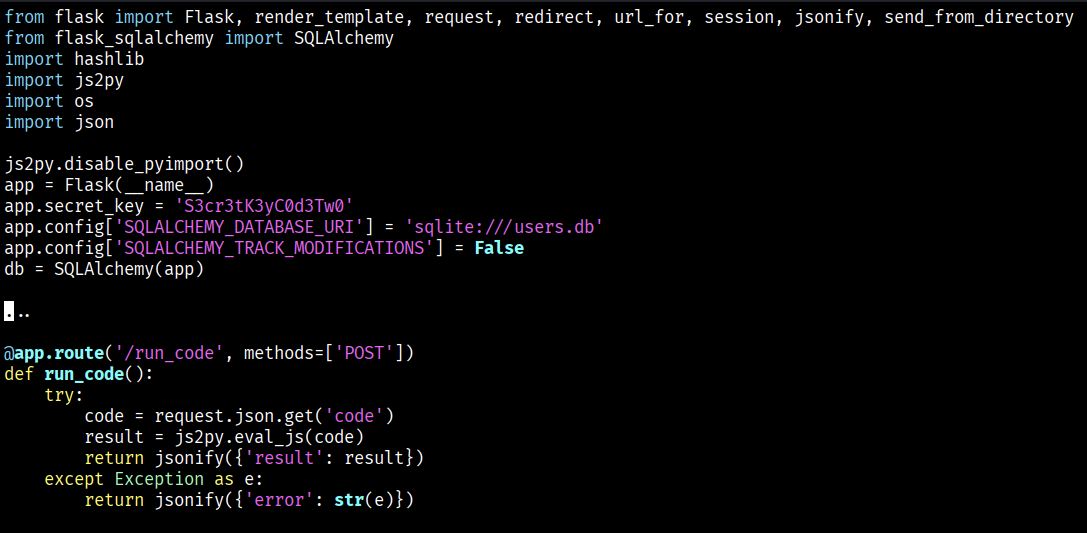 from flask import Flask, render_template, request, redirect, url_for, session, jsonify, send_from_directory
from flask_sqlalchemy import SQLAlchemy
import hashlib
import js2py
import os
import json

js2py.disable_pyimport()
app = Flask(__name__)
app.secret_key = 'S3cr3tK3yC0d3Tw0'
app.config['SQLALCHEMY_DATABASE_URI'] = 'sqlite:///users.db'
app.config['SQLALCHEMY_TRACK_MODIFICATIONS'] = False
db = SQLAlchemy(app)

...

@app.route('/run_code', methods=['POST'])
def run_code():
    try:
        code = request.json.get('code')
        result = js2py.eval_js(code)
        return jsonify({'result': result})
    except Exception as e:
        return jsonify({'error': str(e)})